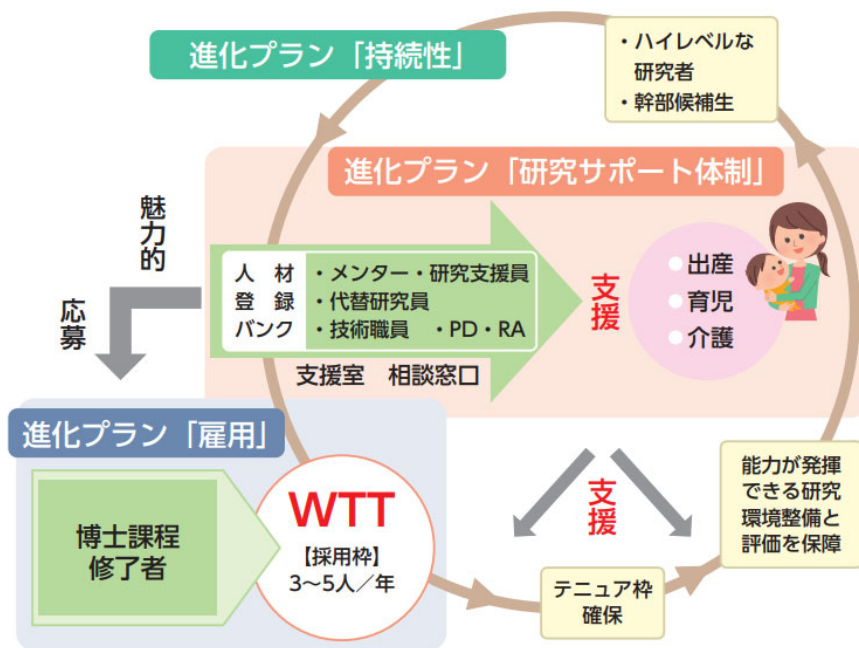 進化プラン「持続性」
・ハイレベルな
研究者
・幹部候補生
進化プラン「研究サポート体制」
魅力的
応募
人 材
登 録
バンク
・メンター・研究支援員
・代替研究員
・技術職員 ・PD・RA
支援室 相談窓口
支援
出産
育児
介護
進化プラン「雇用」
博士課程
修了者
WTT
【採用枠】
3～5人／年
支援
テニュア枠
確保
能力が発揮
できる研究
環境整備と
評価を保障